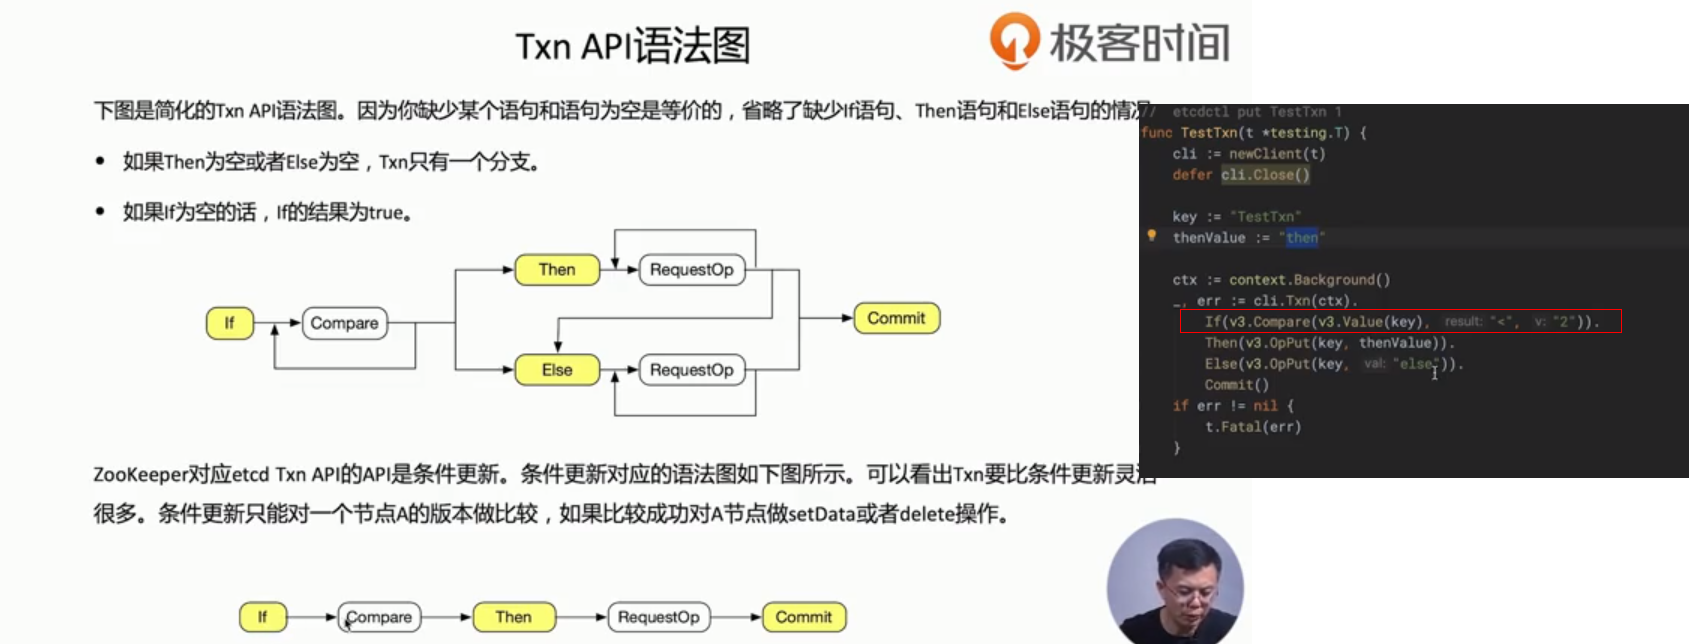 Txn API语法图
极客时间
下图是简化的Txn API语法图。因为你缺少某个语句和语句为空是等价的，省略了缺少If语句、Then语句和Else语句的情况
• 如果Then为空或者Else为空，Txn只有一个分支。
• 如果If为空的话，If的结果为true。
Then
RequestOp
If
Compare
Commit
Else
RequestOp
ZooKeeper对应etcd Txn API的API是条件更新。条件更新对应的语法图如下图所示。可以看出Txn要比条件更新灵活
很多。条件更新只能对一个节点A的版本做比较，如果比较成功对A节点做setData或者delete操作。
If
Compare
Then
RequestOp
Commit
// etcdctl put TestTxn 1
func TestTxn(t *testing.T) {
cli := newClient(t)
defer cli.Close()
key := "TestTxn"
thenValue := "then"
ctx := context.Background()
_, err := cli.Txn(ctx).
If(v3.Compare(v3.Value(key), result: "<", v: "2")).
Then(v3.OpPut(key, thenValue)).
Else(v3.OpPut(key, val: "else")).
Commit()
if err != nil {
t.Fatal(err)
}